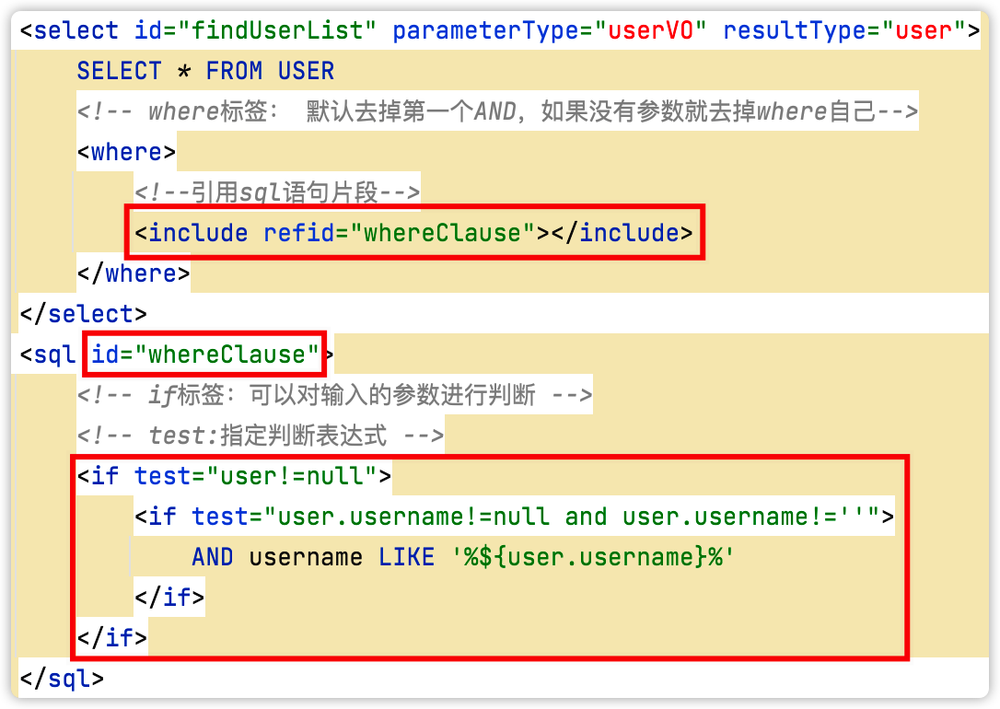 <select id="findUserList" parameterType="userVO" resultType="user">
SELECT * FROM USER
<!-- where标签： 默认去掉第一个AND，如果没有参数就去掉where自己-->
<where>
<!--引用sql语句片段-->
<include refid="whereClause"></include>
</where>
</select>
<sql id="whereClause">
<!-- if标签：可以对输入的参数进行判断 -->
<!-- test:指定判断表达式 -->
<if test="user!=null">
<if test="user.username!=null and user.username!=''">
AND username LIKE '%${user.username}%'
</if>
</if>
</sql>